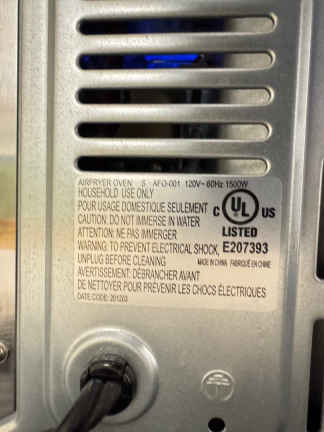 AIRFRYER OVEN S AFO-001 120V~ 60Hz 1500W
HOUSEHOLD USE ONLY
POUR USAGE DOMESTIQUE SEULEMENT
CAUTION: DO NOT IMMERSE IN WATER
ATTENTION: NE PAS IMMERGER
WARNING: TO PREVENT ELECTRICAL SHOCK,
UNPLUG BEFORE CLEANING
AVERTISSEMENT: DÉBRANCHER AVANT
DE NETTOYER POUR PRÉVENIR LES CHOCS ÉLECTRIQUES
DATE CODE: 201203
C UL US
LISTED
E207393
MADE IN CHINA FABRIQUÉ EN CHINE